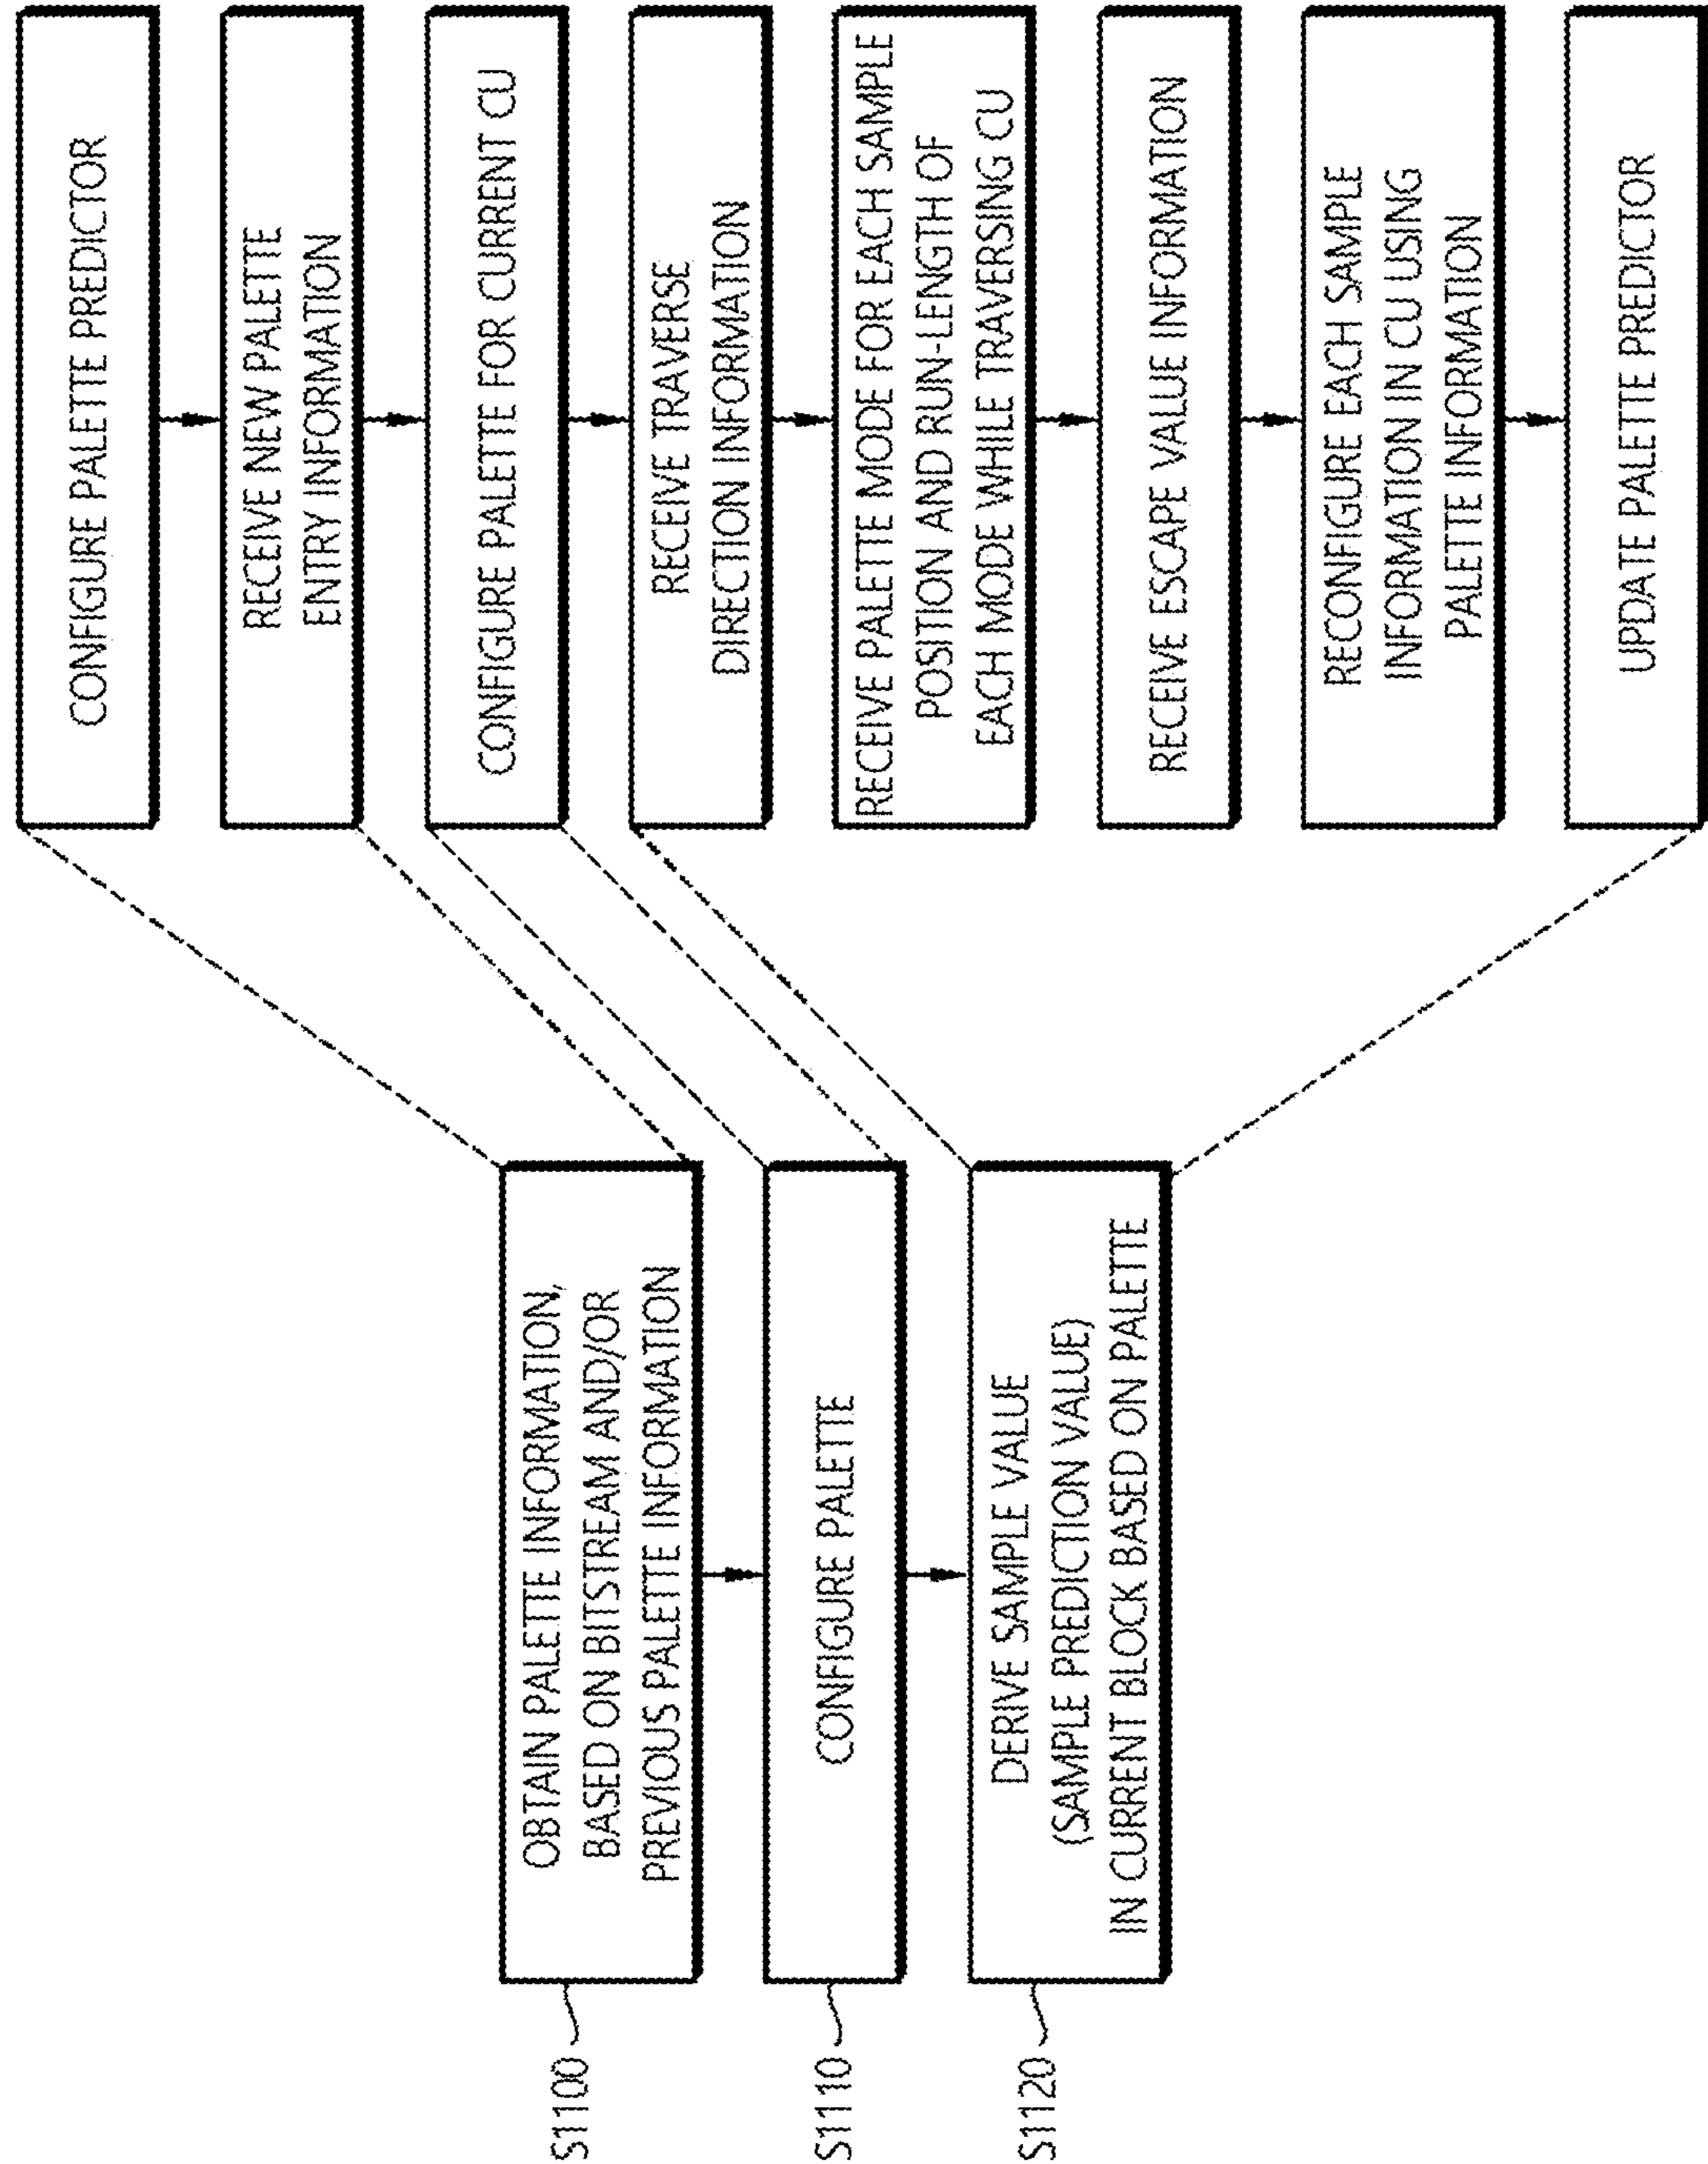 S1100
OBTAIN PALETTE INFORMATION,
BASED ON BITSTREAM AND/OR
PREVIOUS PALETTE INFORMATION
S1110
CONFIGURE PALETTE
S1120
DERIVE SAMPLE VALUE
(SAMPLE PREDICTION VALUE)
IN CURRENT BLOCK BASED ON PALETTE
CONFIGURE PALETTE PREDICTOR
RECEIVE NEW PALETTE
ENTRY INFORMATION
CONFIGURE PALETTE FOR CURRENT CU
RECEIVE TRAVERSE
DIRECTION INFORMATION
RECEIVE PALETTE MODE FOR EACH SAMPLE
POSITION AND RUN-LENGTH OF
EACH MODE WHILE TRAVERSING CU
RECEIVE ESCAPE VALUE INFORMATION
RECONFIGURE EACH SAMPLE
INFORMATION IN CU USING
PALETTE INFORMATION
UPDATE PALETTE PREDICTOR